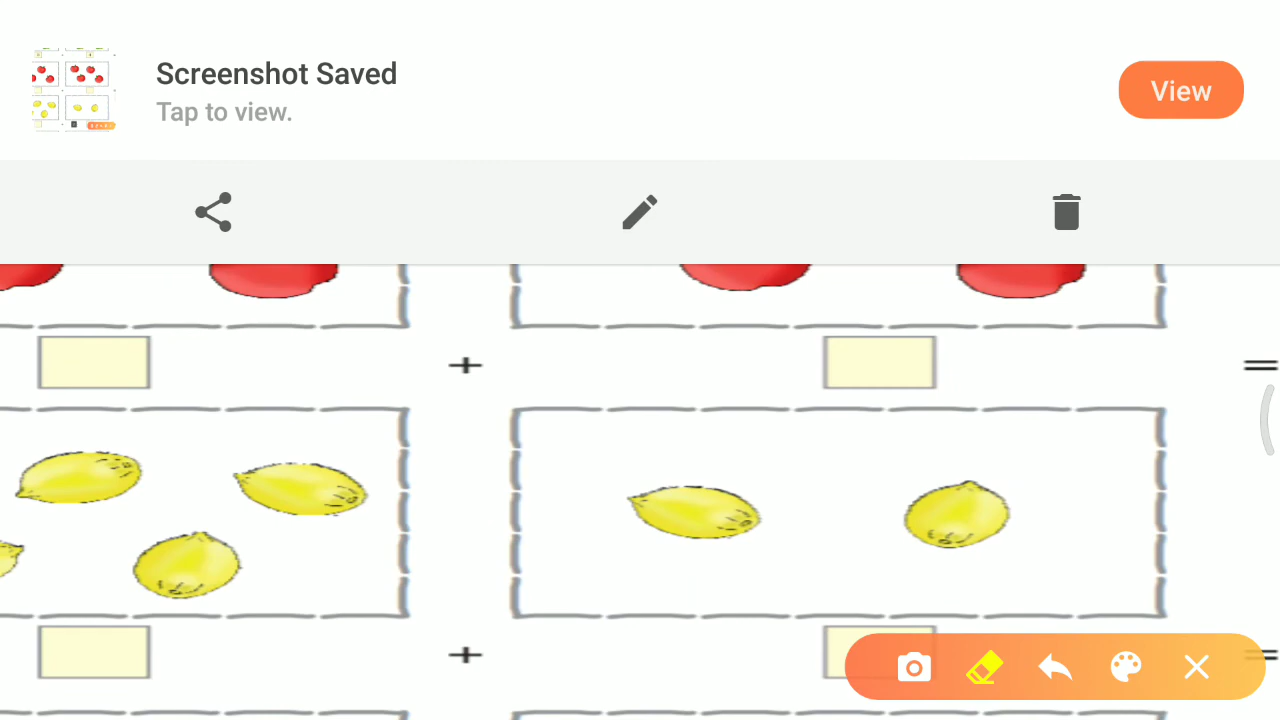 Screenshot Saved
Tap to view.
View
+ =
+ =